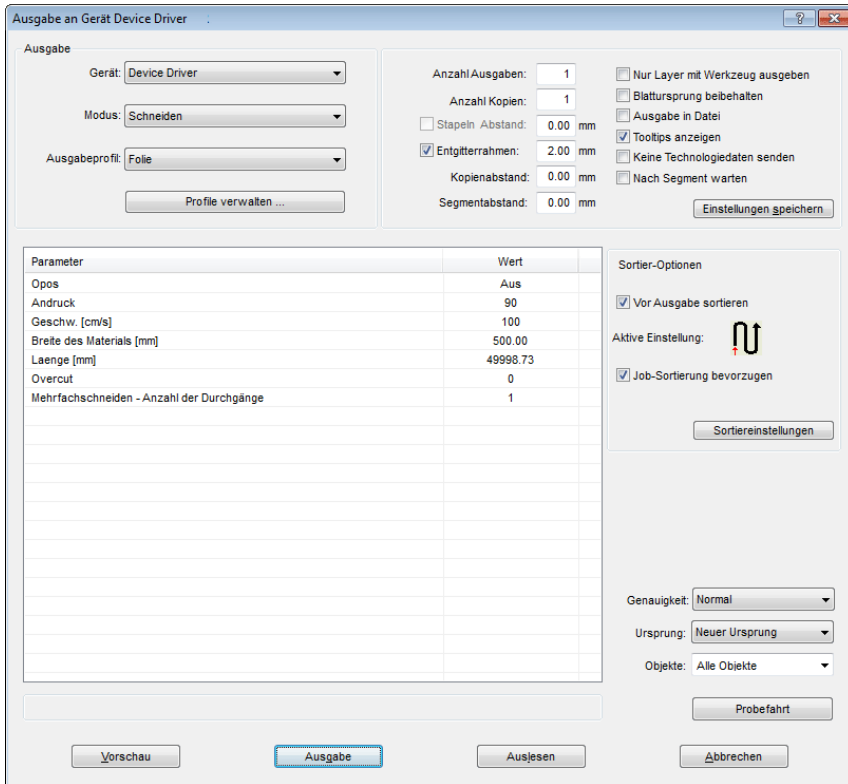 Ausgabe an Gerät Device Driver :
Ausgabe
Gerät: Device Driver
Modus: Schneiden
Ausgabeprofil: Folie
Profile verwalten ...
Anzahl Ausgaben: 1
Anzahl Kopien: 1
Stapeln Abstand: 0.00 mm
Entgitterrahmen: 2.00 mm
Kopienabstand: 0.00 mm
Segmentabstand: 0.00 mm
Nur Layer mit Werkzeug ausgeben
Blattursprung beibehalten
Ausgabe in Datei
Tooltips anzeigen
Keine Technologiedaten senden
Nach Segment warten
Einstellungen speichern
Parameter Wert
Opos Aus
Andruck 90
Geschw. [cm/s] 100
Breite des Materials [mm] 500.00
Laenge [mm] 49998.73
Overcut 0
Mehrfachschneiden - Anzahl der Durchgänge 1
Sortier-Optionen
Vor Ausgabe sortieren
Aktive Einstellung:
Job-Sortierung bevorzugen
Sortiereinstellungen
Genauigkeit: Normal
Ursprung: Neuer Ursprung
Objekte: Alle Objekte
Probefahrt
Vorschau
Ausgabe
Auslesen
Abbrechen